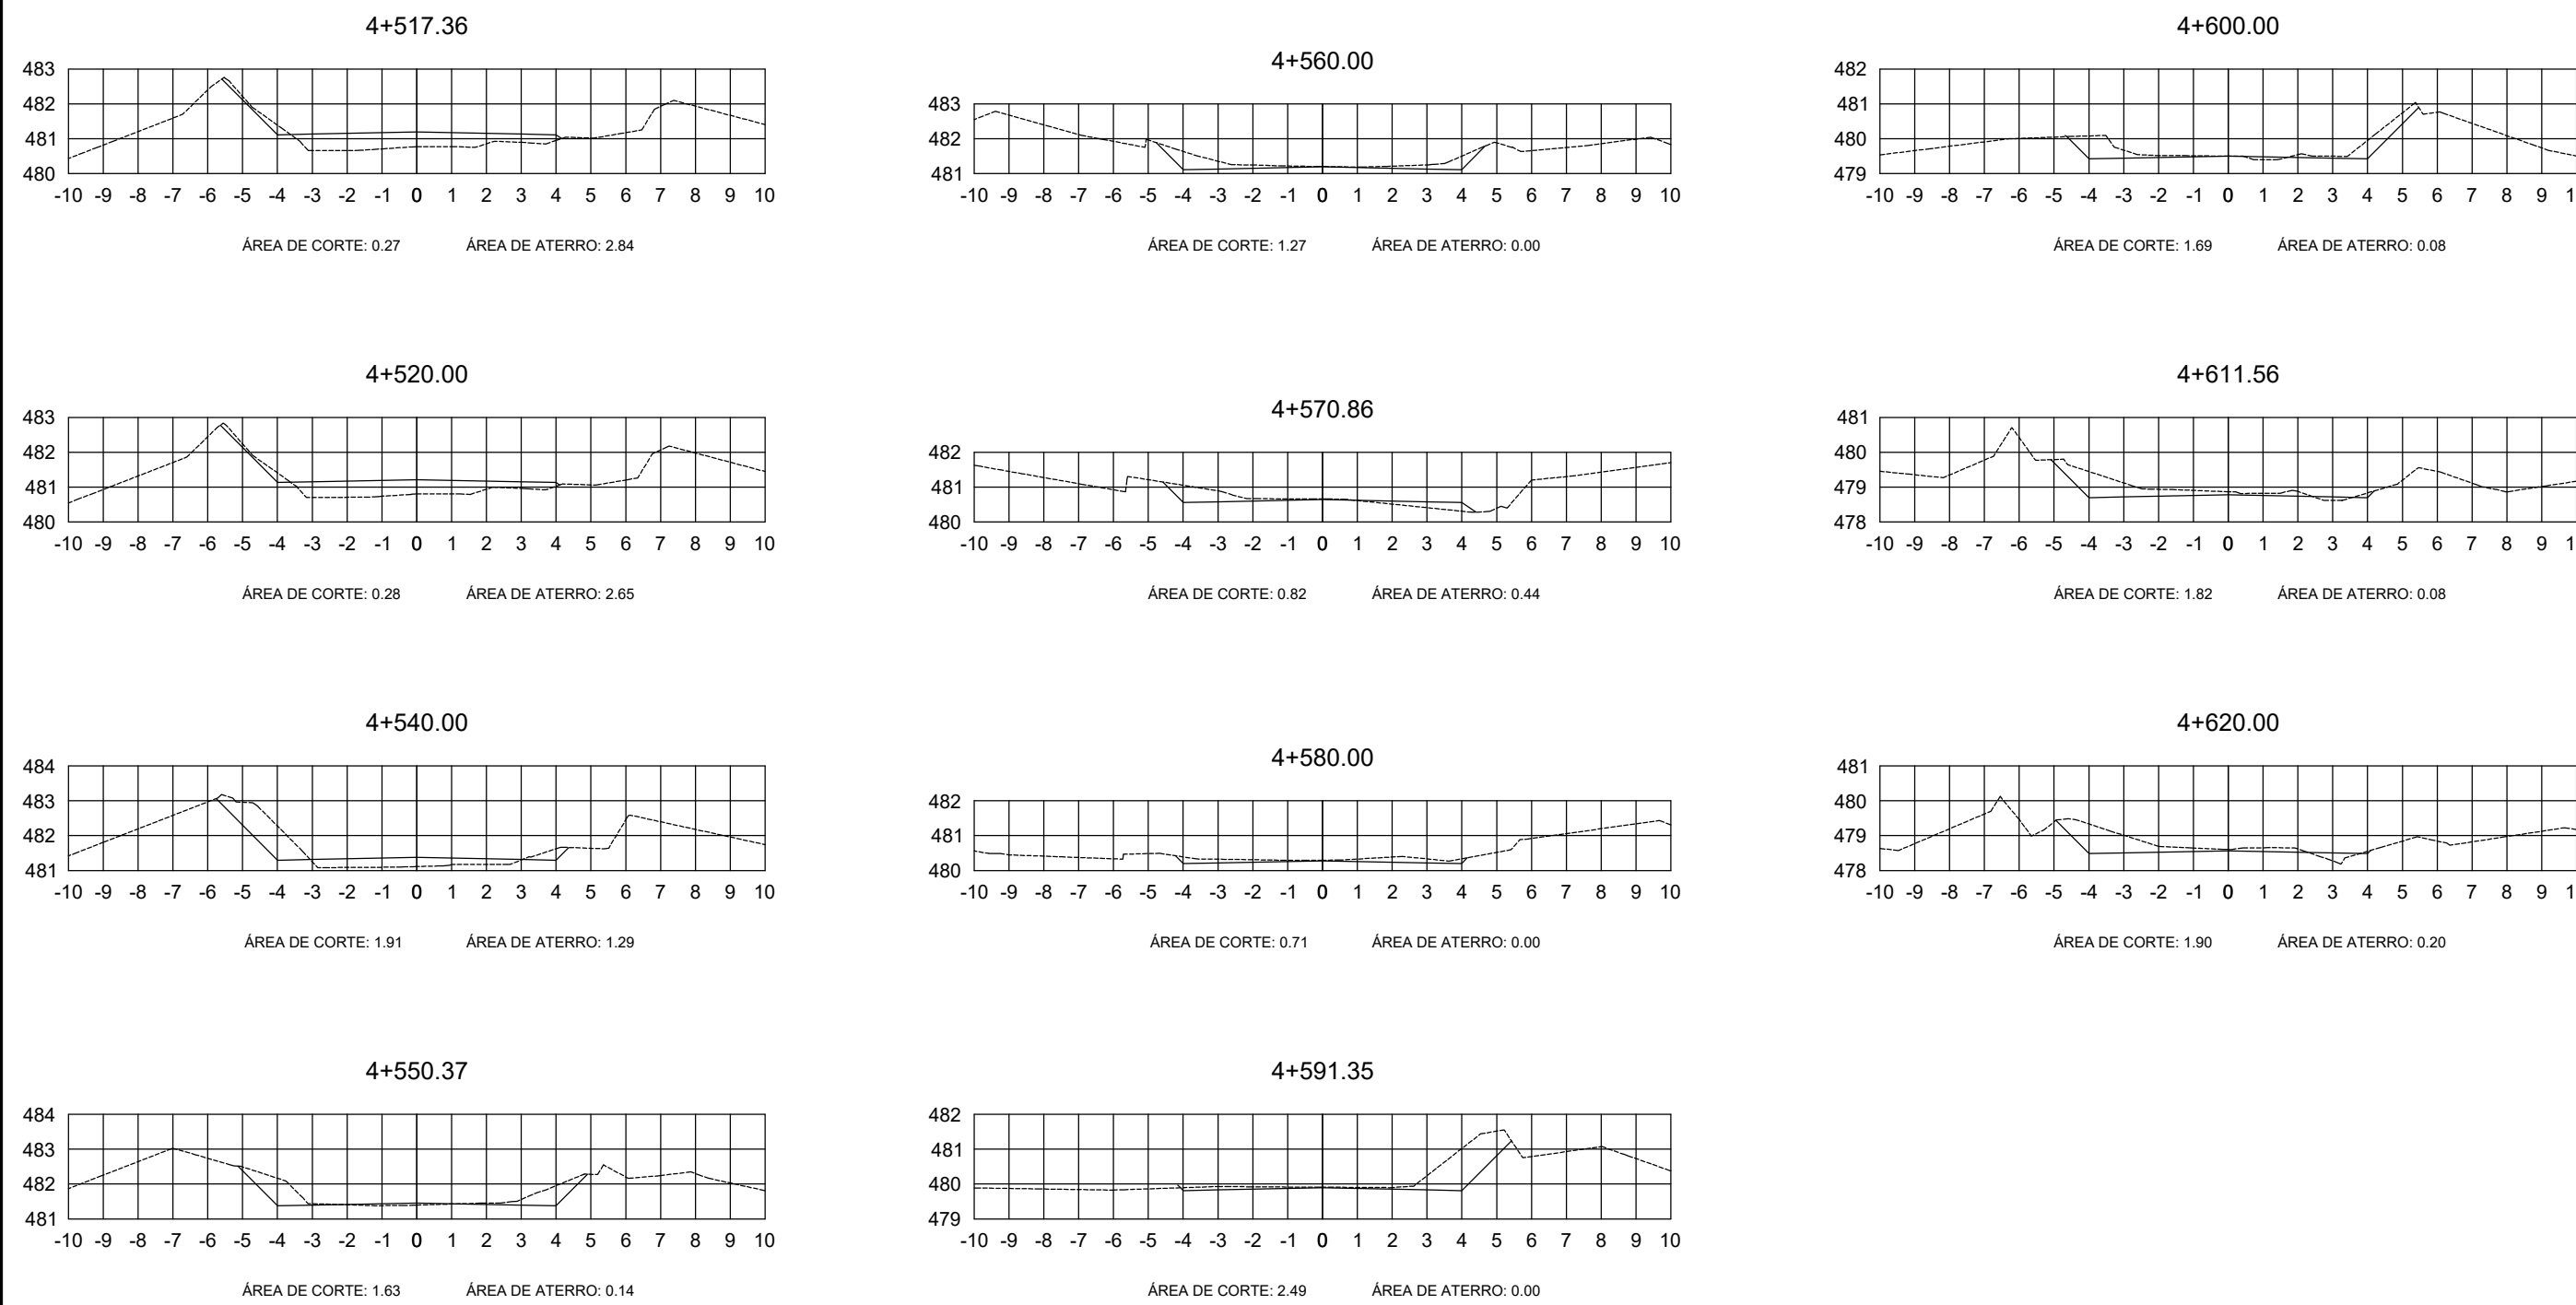 4+517.36
483
482
481
480
-10 -9 -8 -7 -6 -5 -4 -3 -2 -1 0 1 2 3 4 5 6 7 8 9 10
ÁREA DE CORTE: 0.27 ÁREA DE ATERRO: 2.84
4+520.00
483
482
481
480
-10 -9 -8 -7 -6 -5 -4 -3 -2 -1 0 1 2 3 4 5 6 7 8 9 10
ÁREA DE CORTE: 0.28 ÁREA DE ATERRO: 2.65
4+540.00
484
483
482
481
-10 -9 -8 -7 -6 -5 -4 -3 -2 -1 0 1 2 3 4 5 6 7 8 9 10
ÁREA DE CORTE: 1.91 ÁREA DE ATERRO: 1.29
4+550.37
484
483
482
481
-10 -9 -8 -7 -6 -5 -4 -3 -2 -1 0 1 2 3 4 5 6 7 8 9 10
ÁREA DE CORTE: 1.63 ÁREA DE ATERRO: 0.14
4+560.00
483
482
481
-10 -9 -8 -7 -6 -5 -4 -3 -2 -1 0 1 2 3 4 5 6 7 8 9 10
ÁREA DE CORTE: 1.27 ÁREA DE ATERRO: 0.00
4+570.86
482
481
480
-10 -9 -8 -7 -6 -5 -4 -3 -2 -1 0 1 2 3 4 5 6 7 8 9 10
ÁREA DE CORTE: 0.82 ÁREA DE ATERRO: 0.44
4+580.00
482
481
480
-10 -9 -8 -7 -6 -5 -4 -3 -2 -1 0 1 2 3 4 5 6 7 8 9 10
ÁREA DE CORTE: 0.71 ÁREA DE ATERRO: 0.00
4+591.35
482
481
480
479
-10 -9 -8 -7 -6 -5 -4 -3 -2 -1 0 1 2 3 4 5 6 7 8 9 10
ÁREA DE CORTE: 2.49 ÁREA DE ATERRO: 0.00
4+600.00
482
481
480
479
-10 -9 -8 -7 -6 -5 -4 -3 -2 -1 0 1 2 3 4 5 6 7 8 9
ÁREA DE CORTE: 1.69 ÁREA DE ATERRO: 0.08
4+611.56
481
480
479
478
-10 -9 -8 -7 -6 -5 -4 -3 -2 -1 0 1 2 3 4 5 6 7 8 9
ÁREA DE CORTE: 1.82 ÁREA DE ATERRO: 0.08
4+620.00
481
480
479
478
-10 -9 -8 -7 -6 -5 -4 -3 -2 -1 0 1 2 3 4 5 6 7 8 9
ÁREA DE CORTE: 1.90 ÁREA DE ATERRO: 0.20